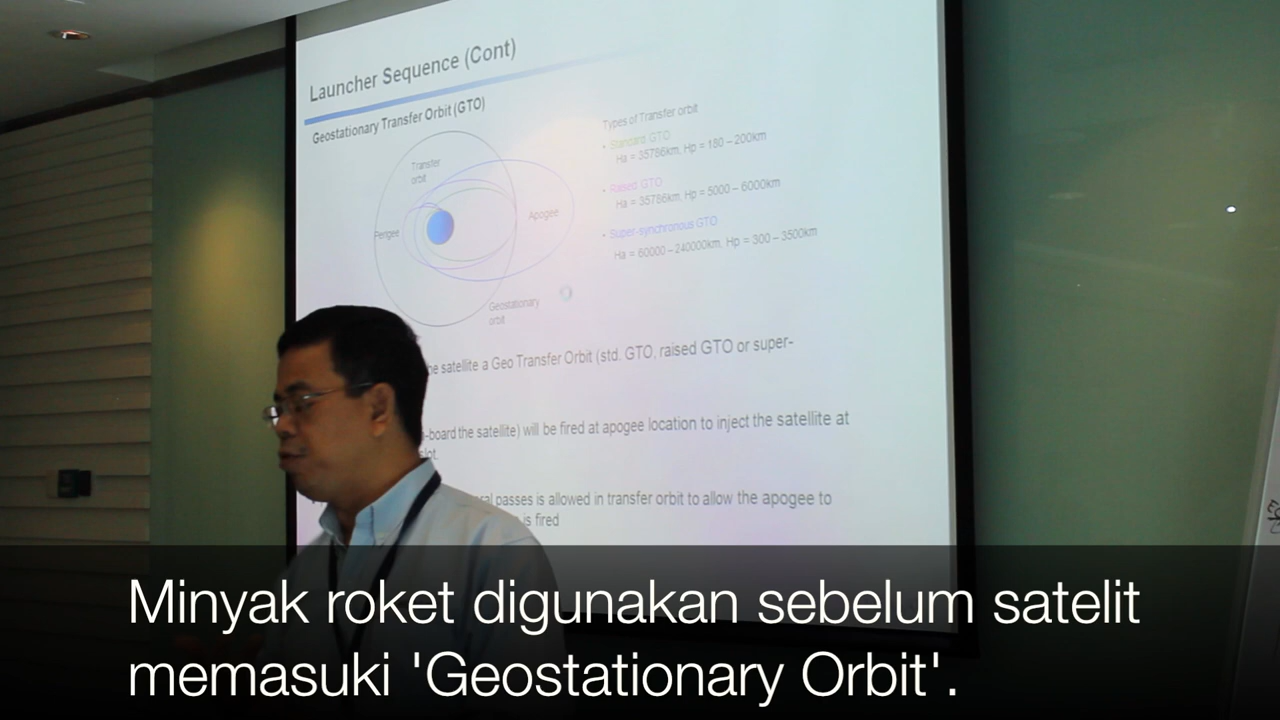 Launcher Sequence (Cont)
Geostationary Transfer Orbit (GTO)
Transfer
orbit
Perigee
Apogee
Geostationary
orbit
Types of Transfer orbit
• Standard GTO
Ha = 35786km, Hp = 180 – 200km
• Raised GTO
Ha = 35786km, Hp = 5000 – 6000km
• Super-synchronous GTO
Ha = 60000 – 240000km, Hp = 300 – 3500km
satellite a Geo Transfer Orbit (std. GTO, raised GTO or super-
-board the satellite) will be fired at apogee location to inject the satellite at
slot.
passes is allowed in transfer orbit to allow the apogee to
is fired
Minyak roket digunakan sebelum satelit
memasuki 'Geostationary Orbit'.